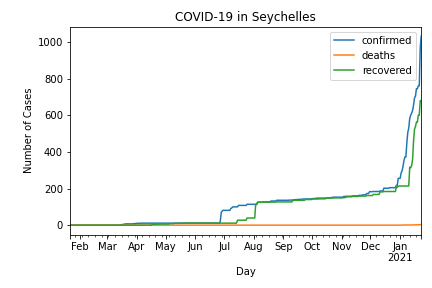 COVID-19 in Seychelles
confirmed
deaths
recovered
Number of Cases
1000
800
600
400
200
0
Feb Mar Apr May Jun Jul Aug Sep Oct Nov Dec Jan
2021
Day